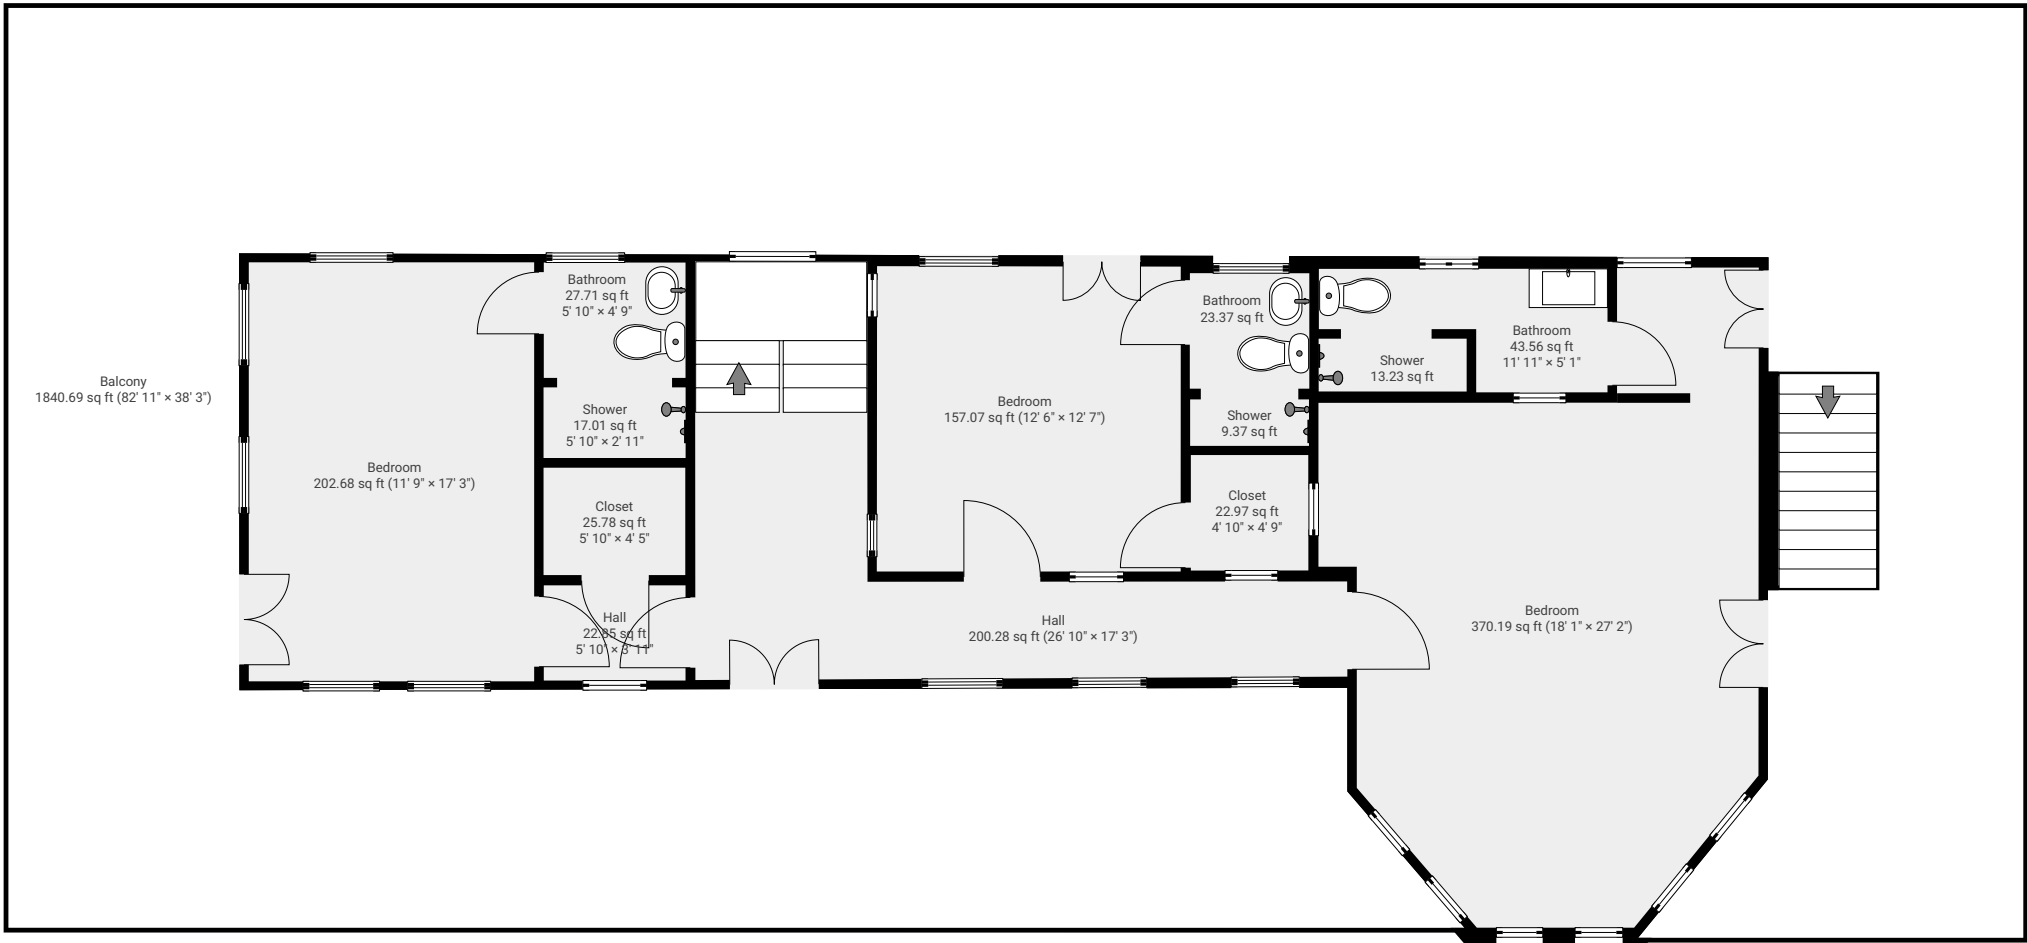 Balcony
1840.69 sq ft (82' 11" × 38' 3")
Bedroom
202.68 sq ft (11' 9" × 17' 3")
Bathroom
27.71 sq ft
5' 10" × 4' 9"
Shower
17.01 sq ft
5' 10" × 2' 11"
Closet
25.78 sq ft
5' 10" × 4' 5"
Hall
22.85 sq ft
5' 10" × 3' 11"
Bedroom
157.07 sq ft (12' 6" × 12' 7")
Hall
200.28 sq ft (26' 10" × 17' 3")
Bathroom
23.37 sq ft
Shower
9.37 sq ft
Closet
22.97 sq ft
4' 10" × 4' 9"
Shower
13.23 sq ft
Bathroom
43.56 sq ft
11' 11" × 5' 1"
Bedroom
370.19 sq ft (18' 1" × 27' 2")